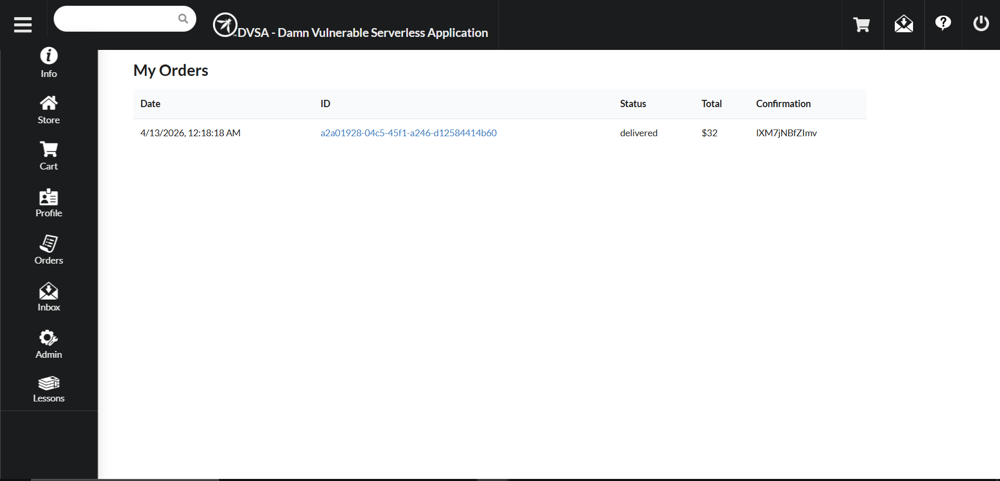 DVSA - Damn Vulnerable Serverless Application
Info
Store
Cart
Profile
Orders
Inbox
Admin
Lessons
My Orders
Date ID Status Total Confirmation
4/13/2026, 12:18:18 AM a2a01928-04c5-45f1-a246-d12584414b60 delivered $32 lXM7jNBfZImv